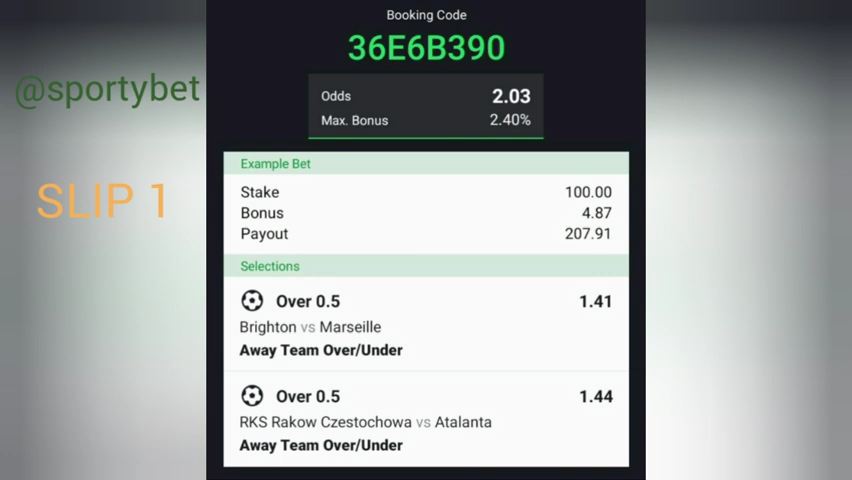 Booking Code
36E6B390
@sportybet
Odds 2.03
Max. Bonus 2.40%
SLIP 1
Example Bet
Stake 100.00
Bonus 4.87
Payout 207.91
Selections
Over 0.5 1.41
Brighton vs Marseille
Away Team Over/Under
Over 0.5 1.44
RKS Rakow Czestochowa vs Atalanta
Away Team Over/Under